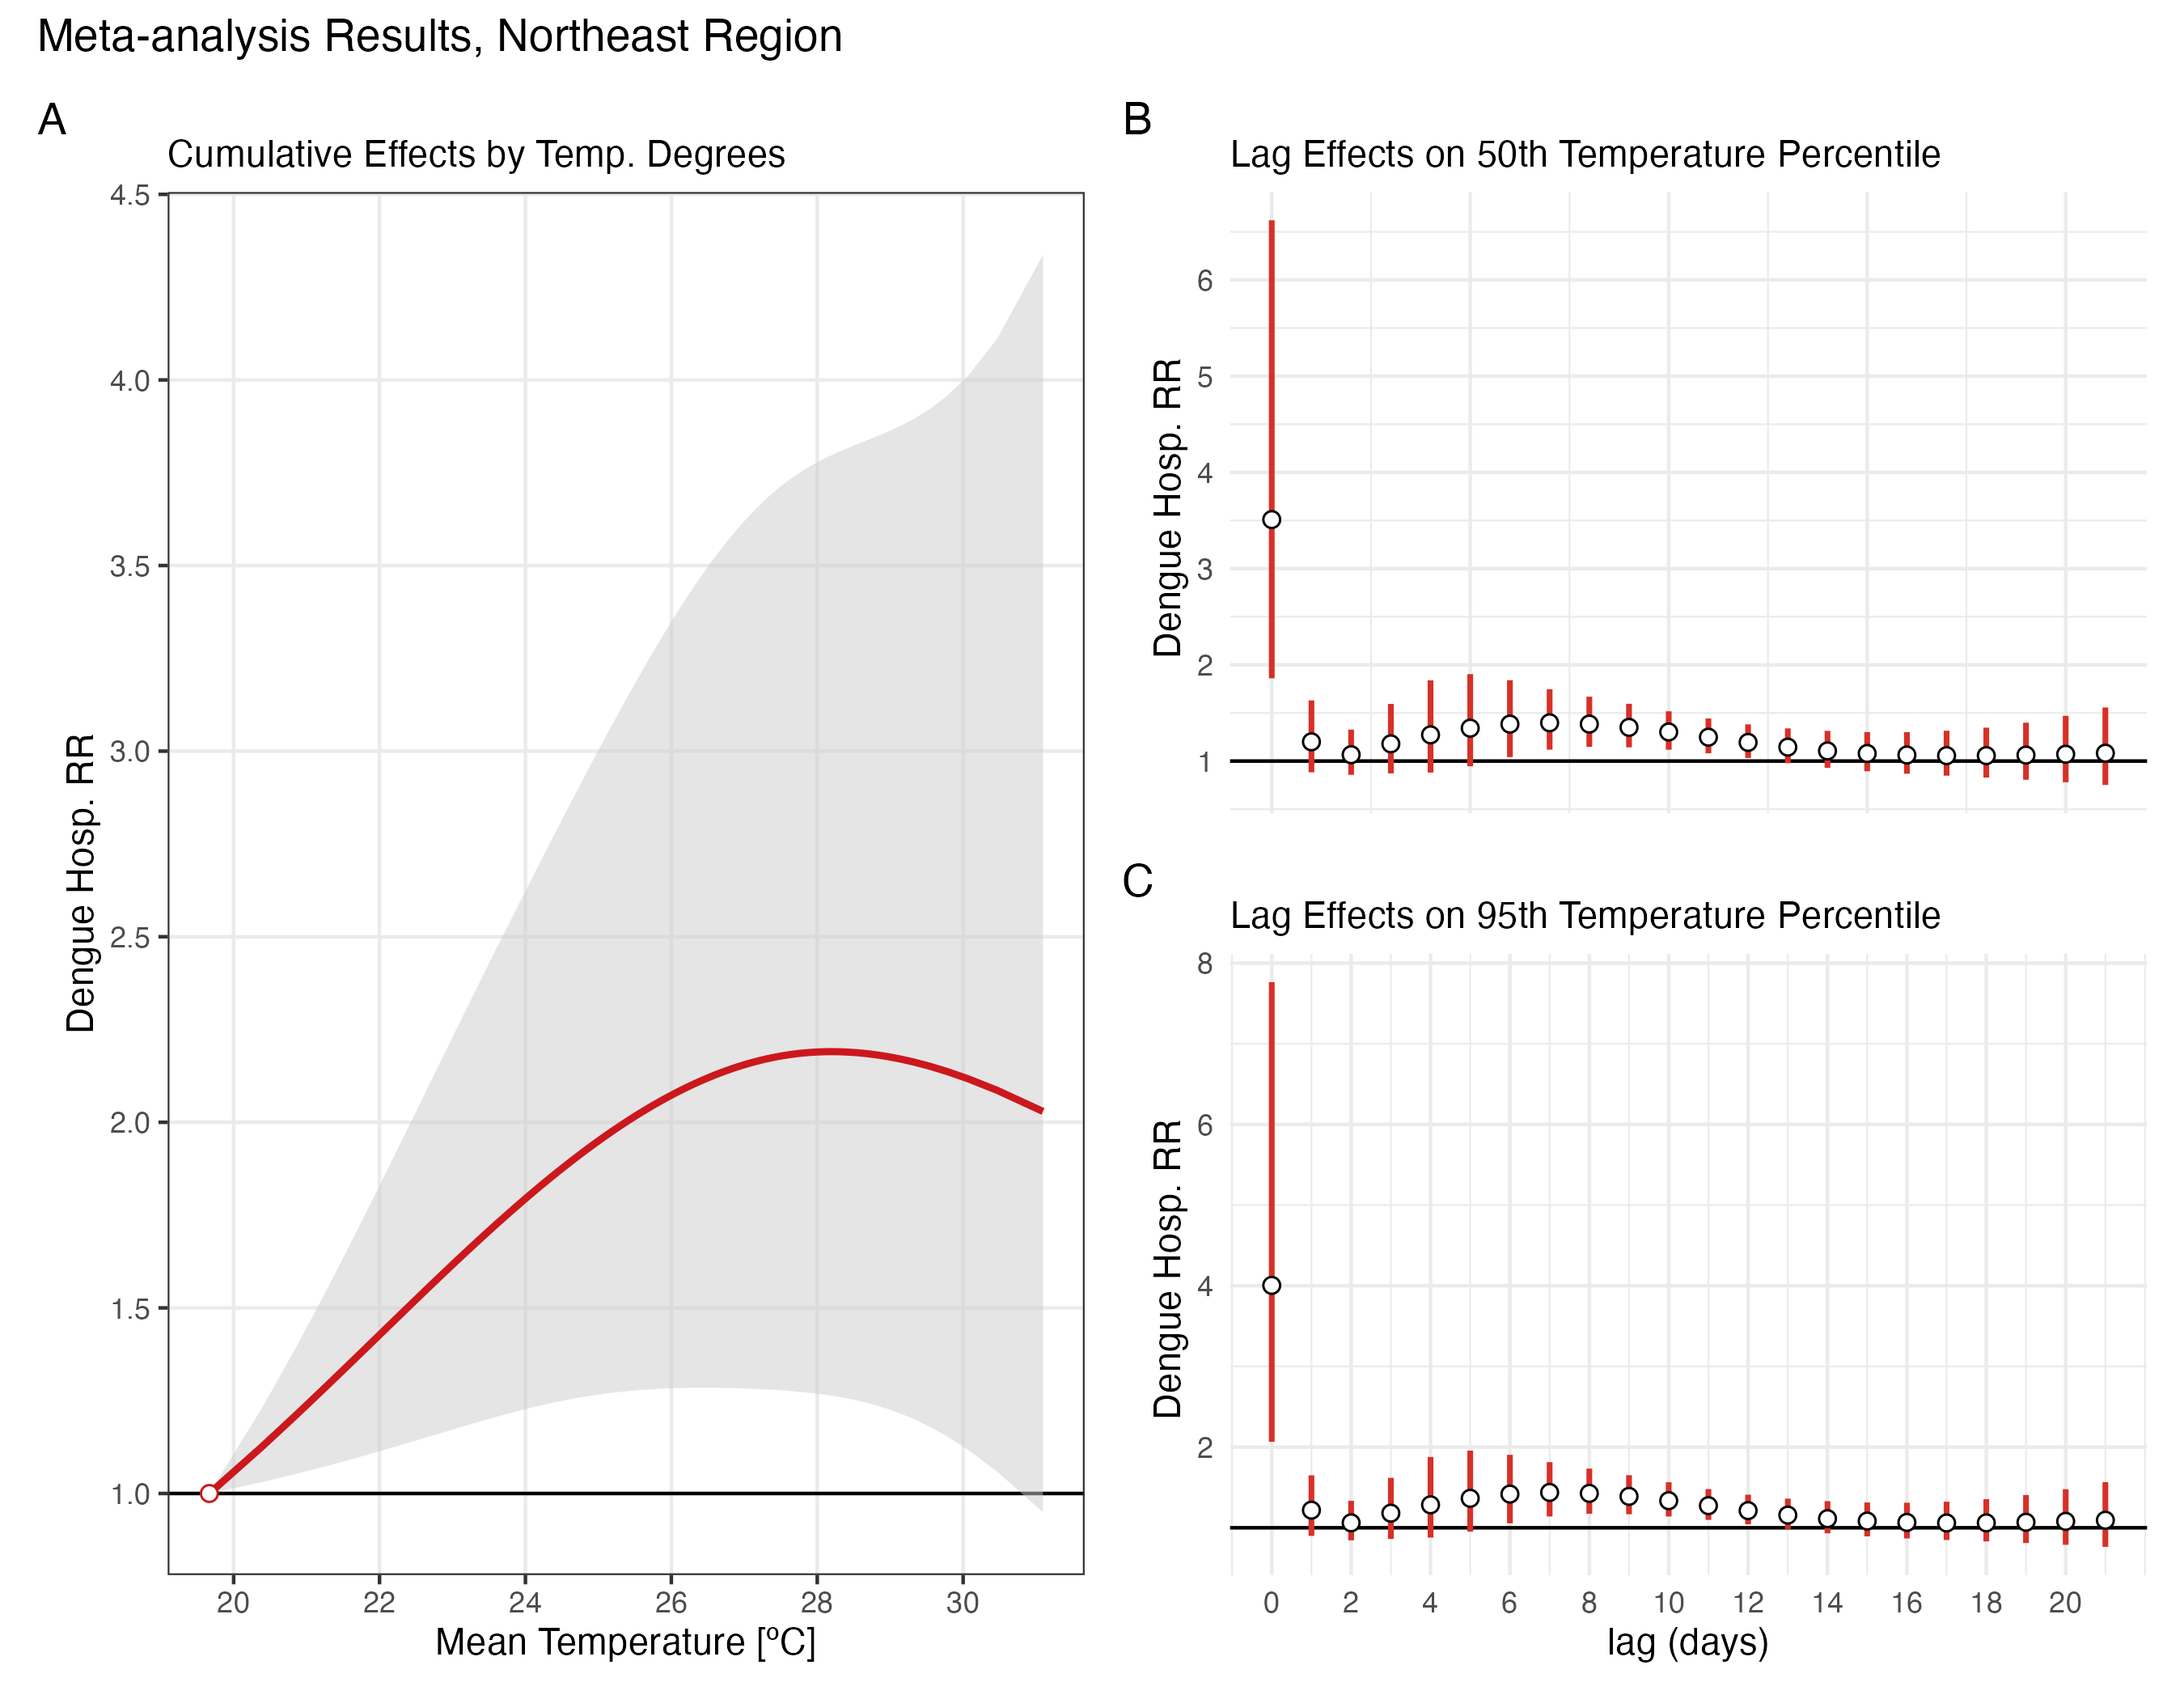 Meta-analysis Results, Northeast Region
A
Cumulative Effects by Temp. Degrees
Dengue Hosp. RR
4.5
4.0
3.5
3.0
2.5
2.0
1.5
1.0
20 22 24 26 28 30
Mean Temperature [ºC]
B
Lag Effects on 50th Temperature Percentile
Dengue Hosp. RR
6
5
4
3
2
1
C
Lag Effects on 95th Temperature Percentile
Dengue Hosp. RR
8
6
4
2
0 2 4 6 8 10 12 14 16 18 20
lag (days)